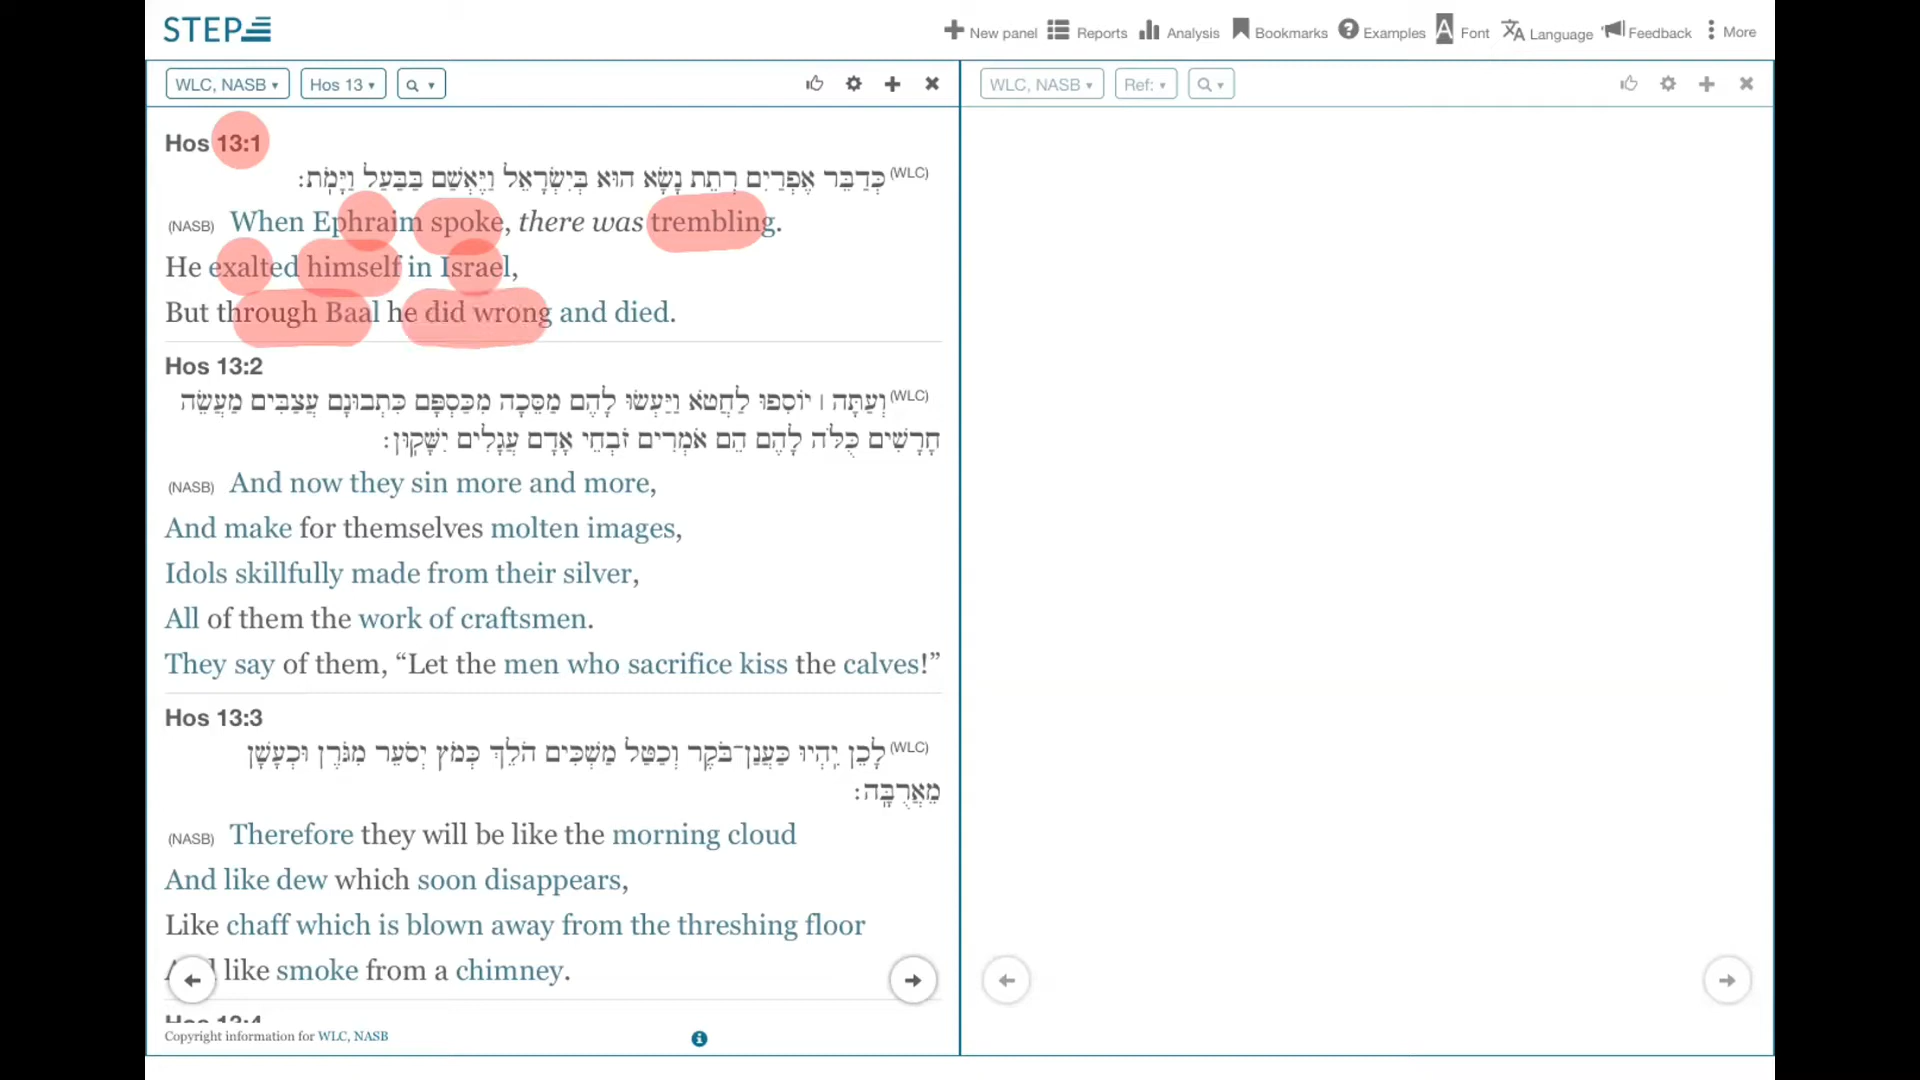 STEP
New panel Reports Analysis Bookmarks Examples Font Language Feedback More
WLC, NASB Hos 13
WLC, NASB Ref:
Hos 13:1
(WLC) כְּדַבֵּר אֶפְרַיִם רְתֵת נָשָׂא הוּא בְּיִשְׂרָאֵל וַיֶּאְשַׁם בַּבַּעַל וַיָּמֹת׃
(NASB) When Ephraim spoke, there was trembling.
He exalted himself in Israel,
But through Baal he did wrong and died.
Hos 13:2
(WLC) וְעַתָּה ׀ יוֹסִפוּ לַחֲטֹא וַיַּעְשׂוּ לָהֶם מַסֵּכָה מִכַּסְפָּם כִּתְבוּנָם עֲצַבִּים מַעֲשֵׂה
חָרָשִׁים כֻּלֹּה לָהֶם הֵם אֹמְרִים זֹבְחֵי אָדָם עֲגָלִים יִשָּׁקוּן׃
(NASB) And now they sin more and more,
And make for themselves molten images,
Idols skillfully made from their silver,
All of them the work of craftsmen.
They say of them, “Let the men who sacrifice kiss the calves!”
Hos 13:3
(WLC) לָכֵן יִהְיוּ כַּעֲנַן־בֹּקֶר וְכַטַּל מַשְׁכִּים הֹלֵךְ כְּמֹץ יְסֹעֵר מִגֹּרֶן וּכְעָשָׁן
מֵאֲרֻבָּה׃
(NASB) Therefore they will be like the morning cloud
And like dew which soon disappears,
Like chaff which is blown away from the threshing floor
like smoke from a chimney.
Hos 13:4
Copyright information for WLC, NASB